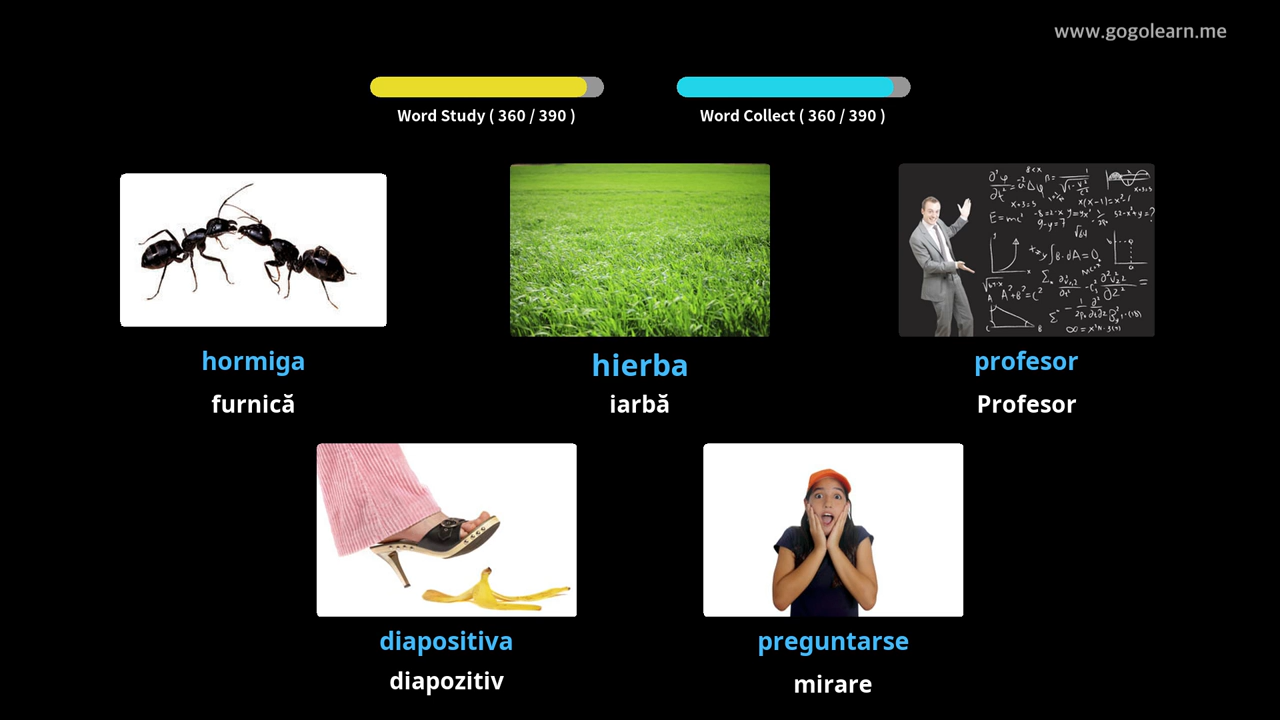 www.gogolearn.me
Word Study ( 360 / 390 )
Word Collect ( 360 / 390 )
hormiga
furnică
hierba
iarbă
profesor
Profesor
diapositiva
diapozitiv
preguntarse
mirare